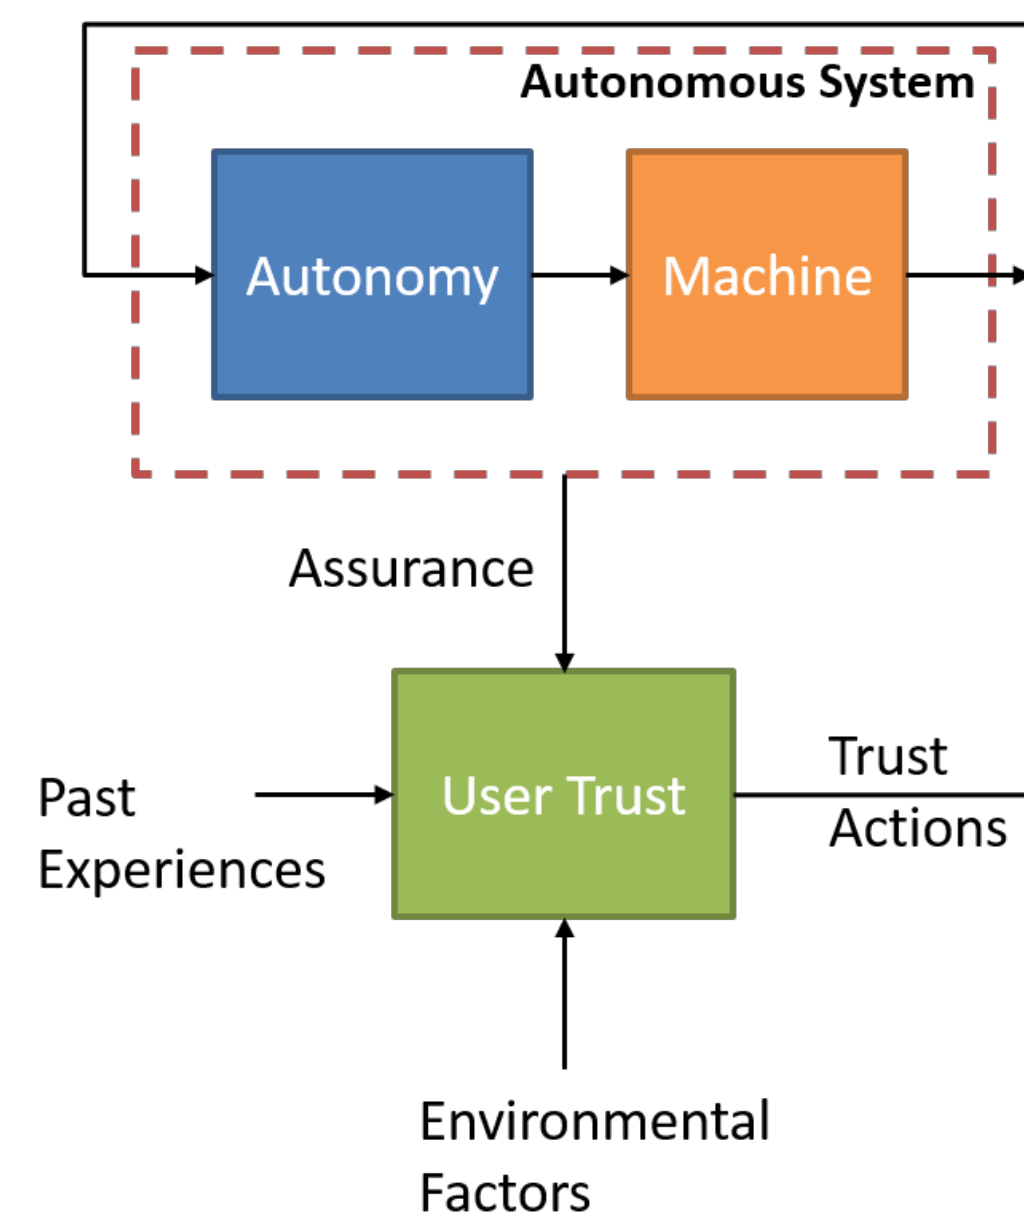 Autonomous System
Autonomy
Machine
Assurance
User Trust
Past
Experiences
Trust
Actions
Environmental
Factors